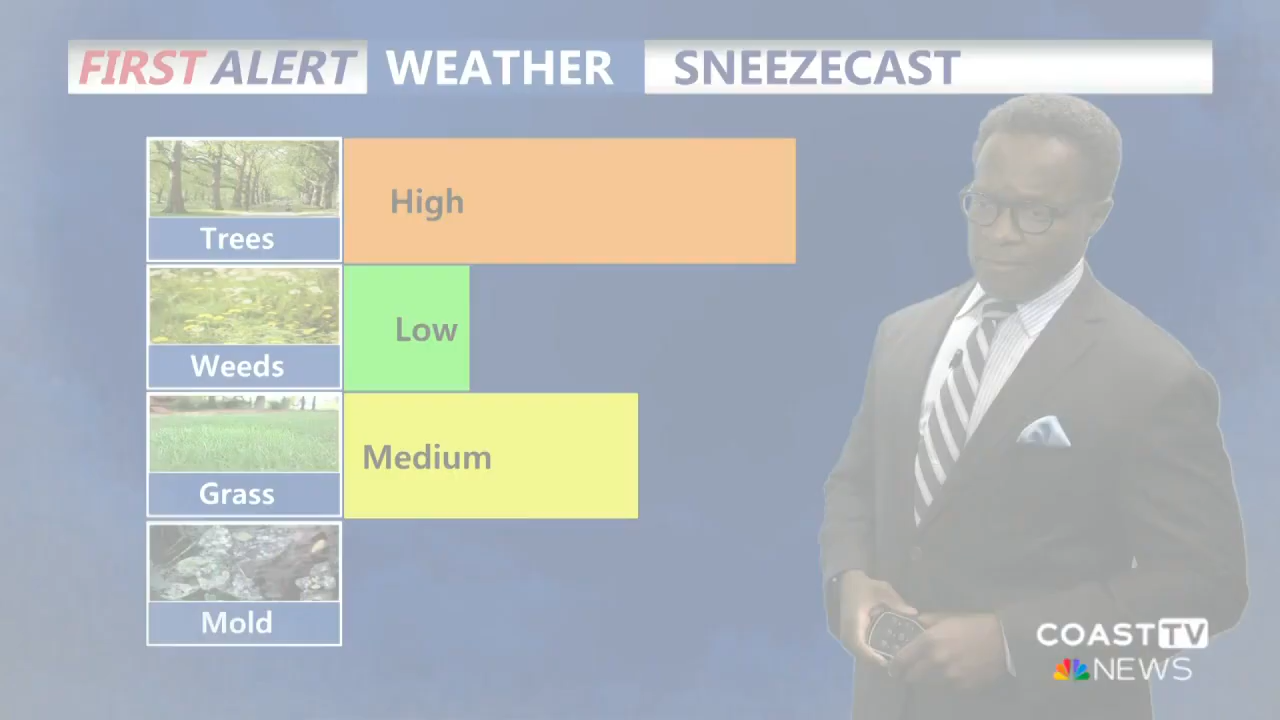 FIRST ALERT WEATHER SNEEZECAST
High
Trees
Low
Weeds
Medium
Grass
Mold
COAST TV
NEWS